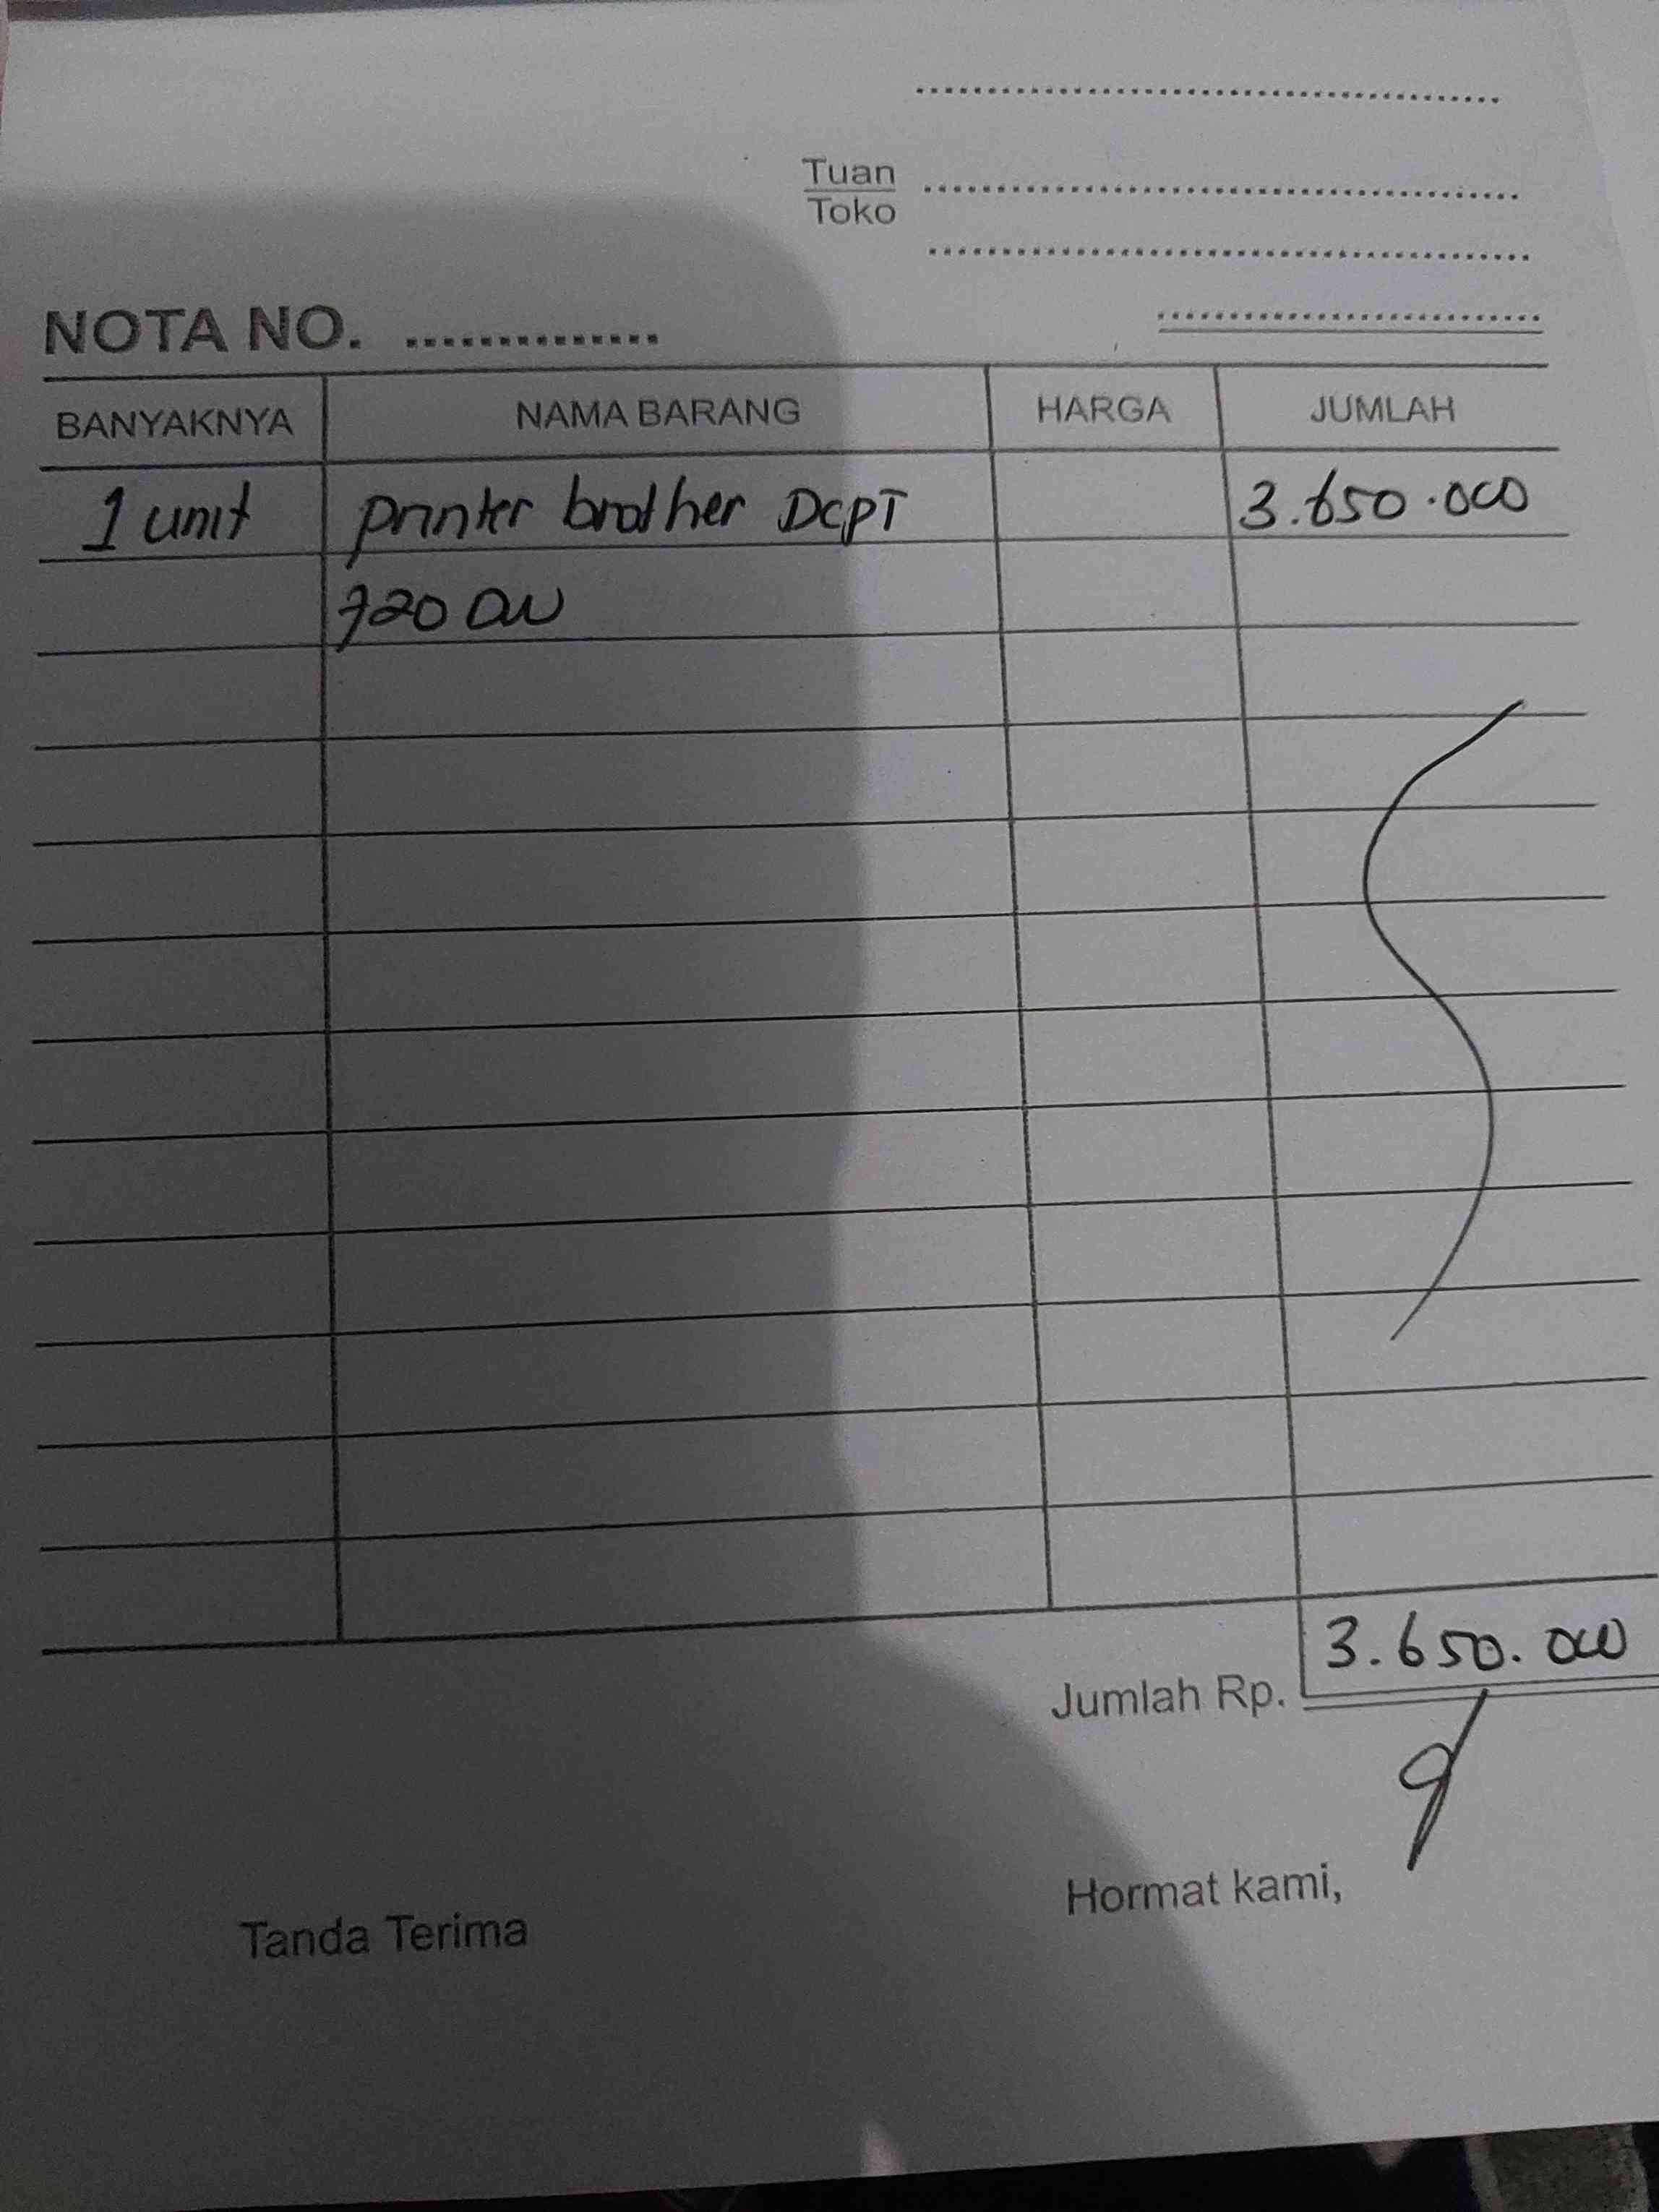 Tuan
Toko
NOTA NO. ..............
BANYAKNYA NAMA BARANG HARGA JUMLAH
1 unit printer brother DCPT 3.650.000
720 DW
3.650.000
Jumlah Rp.
Hormat kami,
Tanda Terima